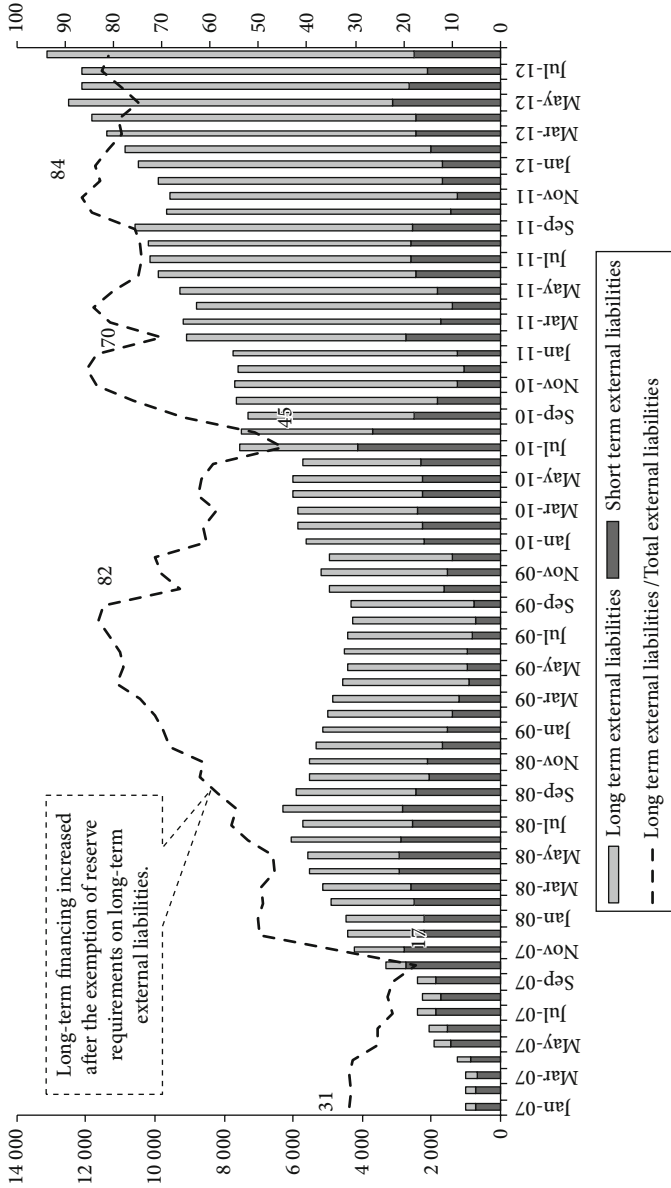 14 000
12 000
10 000
8 000
6 000
4 000
2 000
0
100
90
80
70
60
50
40
30
20
10
0
Long-term financing increased
after the exemption of reserve
requirements on long-term
external liabilities.
31
17
82
45
70
84
Jan-07
Mar-07
May-07
Jul-07
Sep-07
Nov-07
Jan-08
Mar-08
May-08
Jul-08
Sep-08
Nov-08
Jan-09
Mar-09
May-09
Jul-09
Sep-09
Nov-09
Jan-10
Mar-10
May-10
Jul-10
Sep-10
Nov-10
Jan-11
Mar-11
May-11
Jul-11
Sep-11
Nov-11
Jan-12
Mar-12
May-12
Jul-12
Long term external liabilities
Short term external liabilities
Long term external liabilities/Total external liabilities